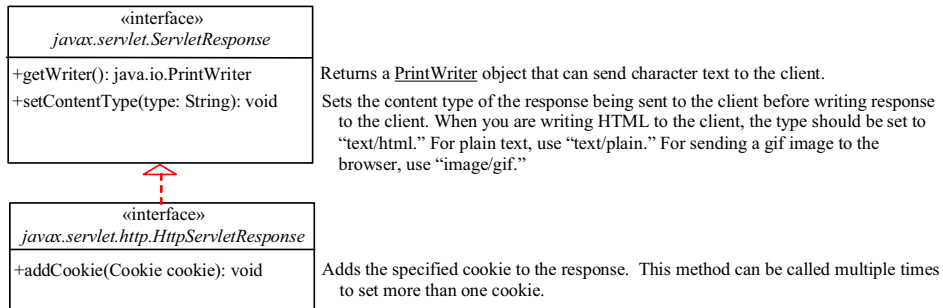 «interface»
javax.servlet.ServletResponse
+getWriter(): java.io.PrintWriter
Returns a PrintWriter object that can send character text to the client.
+setContentType(type: String): void
Sets the content type of the response being sent to the client before writing response
to the client. When you are writing HTML to the client, the type should be set to
“text/html.” For plain text, use “text/plain.” For sending a gif image to the
browser, use “image/gif.”
«interface»
javax.servlet.http.HttpServletResponse
+addCookie(Cookie cookie): void
Adds the specified cookie to the response. This method can be called multiple times
to set more than one cookie.